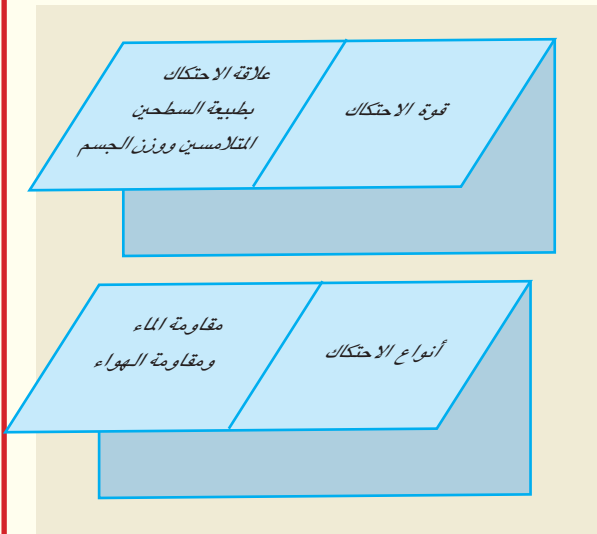 قوة الاحتكاك
علاقة الاحتكاك
بطبيعة السطحين
المتلامسين ووزن الجسم
أنواع الاحتكاك
مقاومة الماء
ومقاومة الهواء